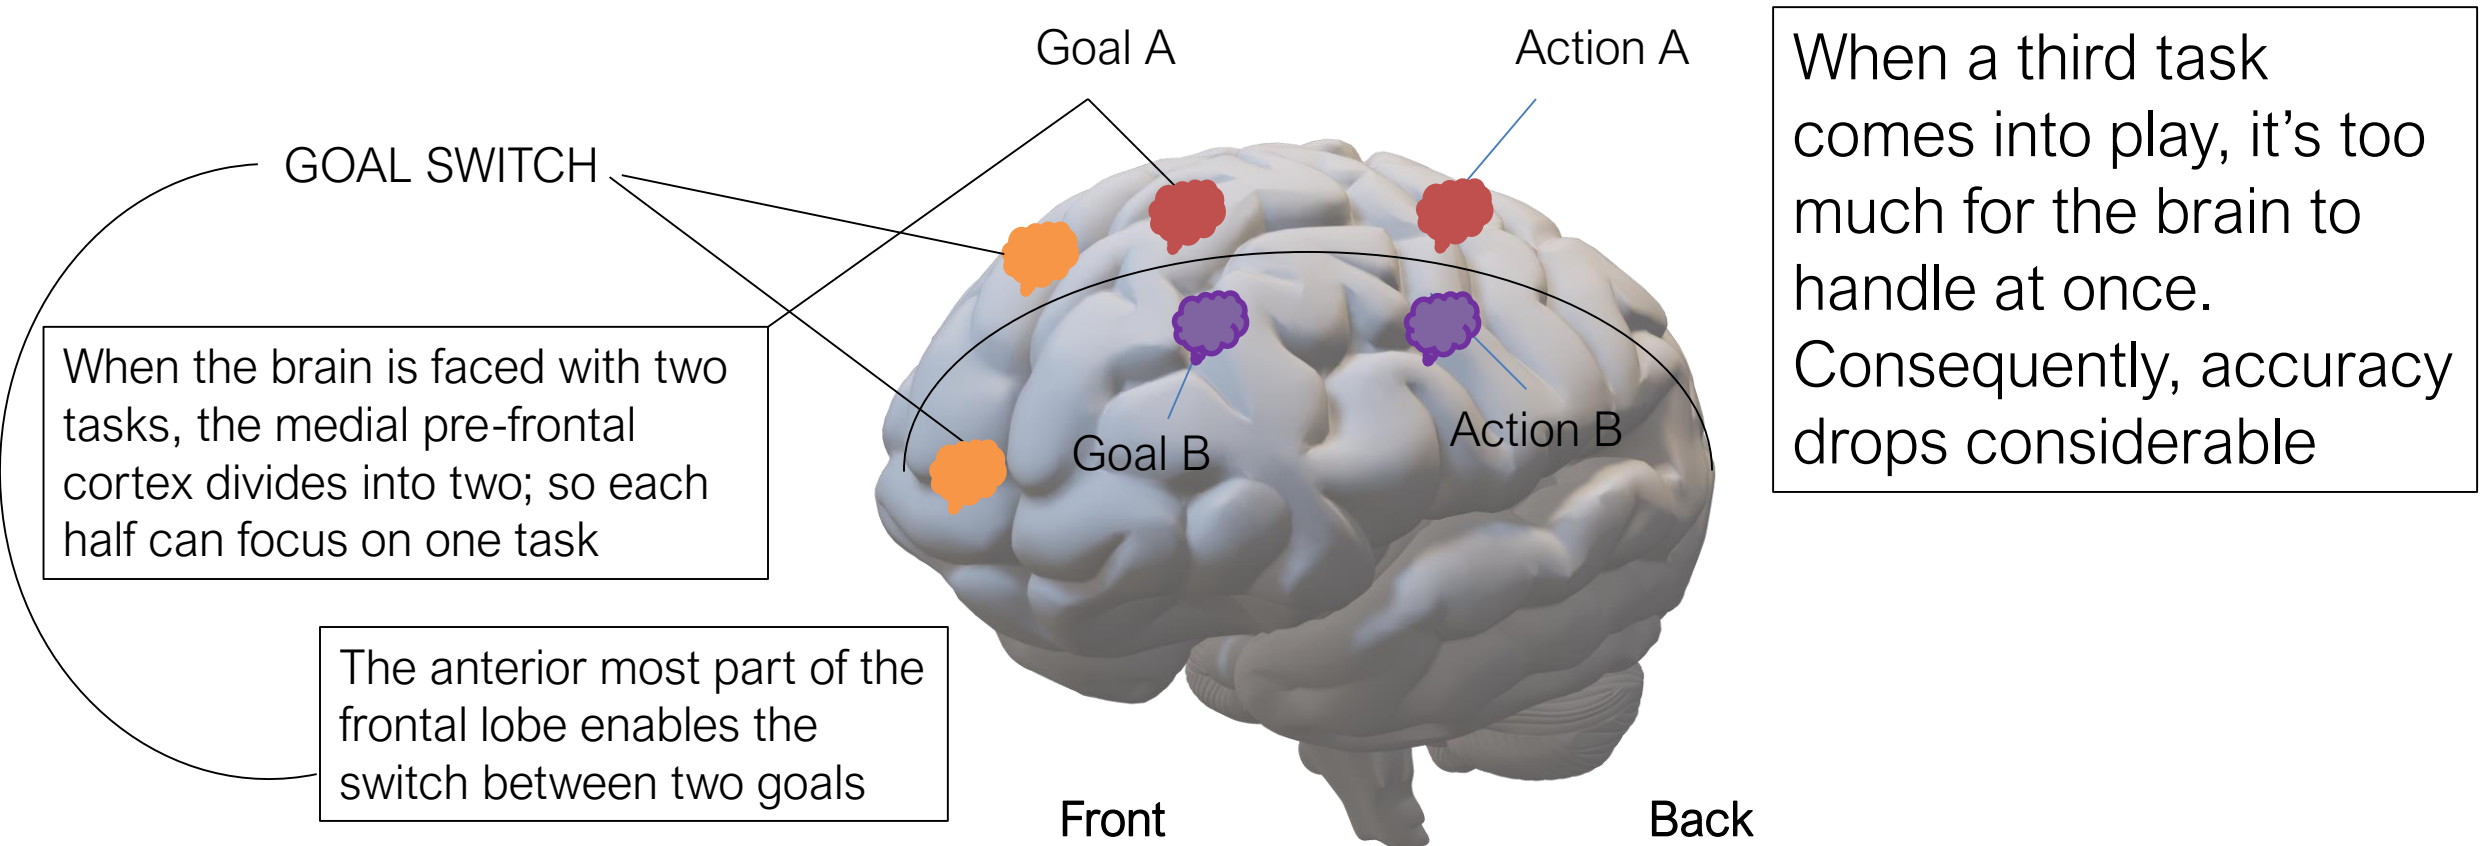 Goal A
Action A
GOAL SWITCH
When a third task
comes into play, it's too
much for the brain to
handle at once.
Consequently, accuracy
drops considerable
When the brain is faced with two
tasks, the medial pre-frontal
cortex divides into two; so each
half can focus on one task
Goal B
Action B
The anterior most part of the
frontal lobe enables the
switch between two goals
Front
Back